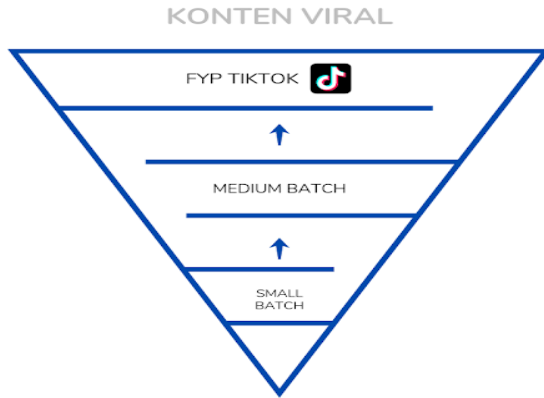 KONTEN VIRAL
FYP TIKTOK
MEDIUM BATCH
SMALL
BATCH